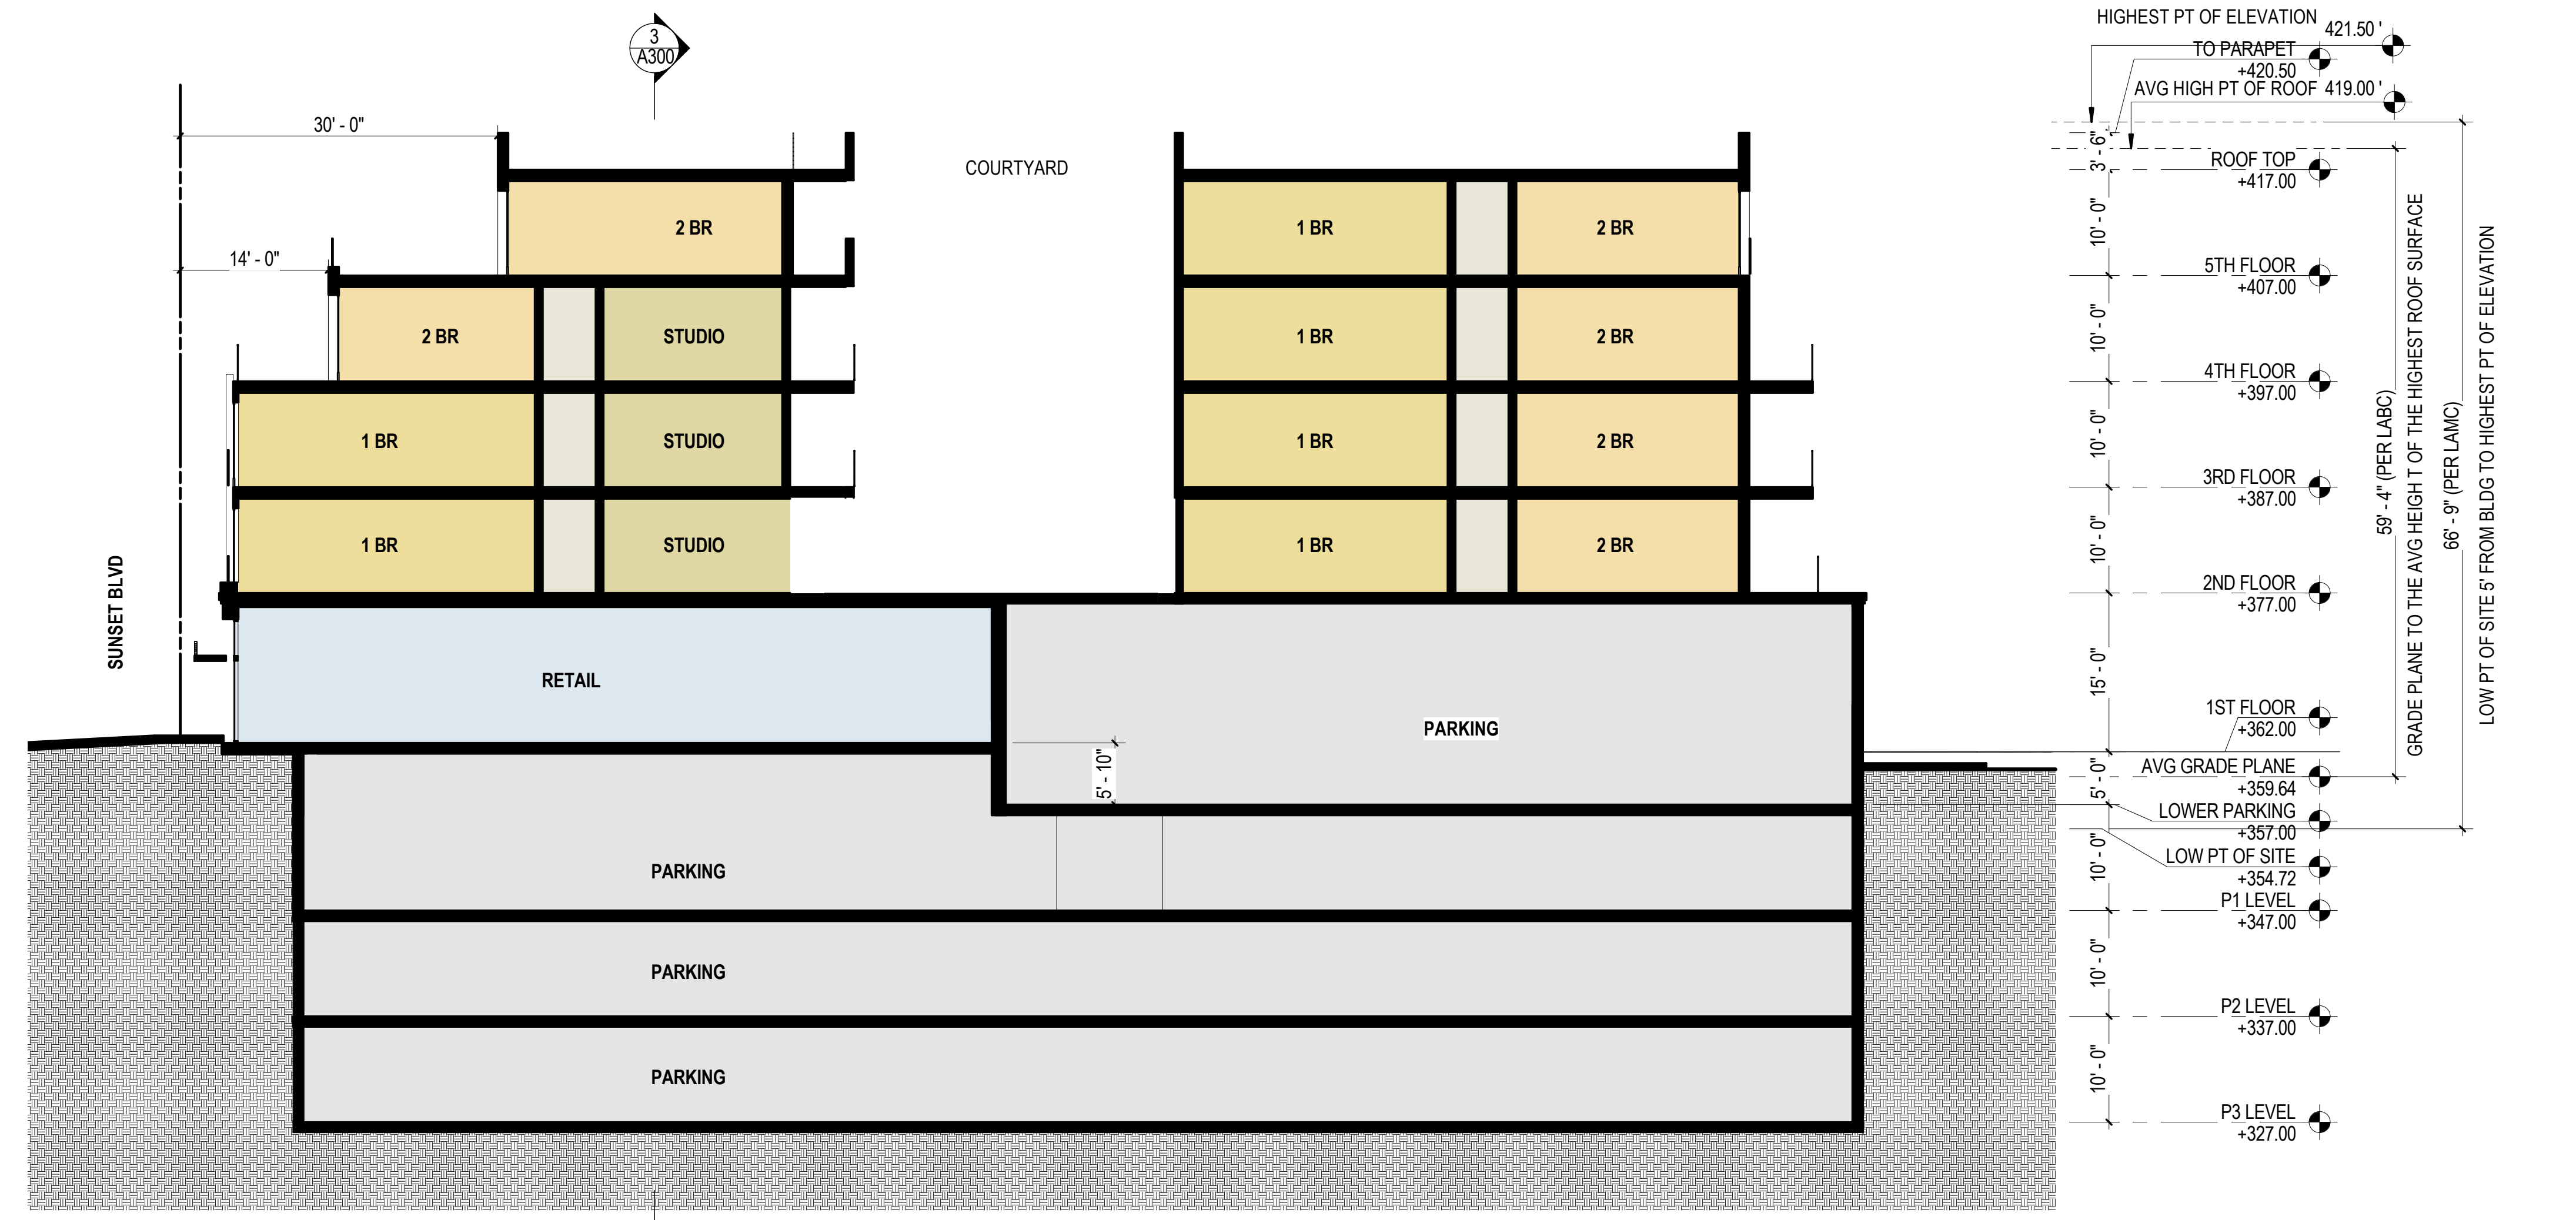 HIGHEST PT OF ELEVATION
421.50 '
TO PARAPET
+420.50
AVG HIGH PT OF ROOF 419.00 '
3
A300
30' - 0"
COURTYARD
3' - 6"
ROOF TOP
+417.00
2 BR
1 BR
2 BR
10' - 0"
14' - 0"
5TH FLOOR
+407.00
2 BR
STUDIO
1 BR
2 BR
10' - 0"
4TH FLOOR
+397.00
1 BR
STUDIO
1 BR
2 BR
10' - 0"
3RD FLOOR
+387.00
1 BR
STUDIO
1 BR
2 BR
10' - 0"
2ND FLOOR
+377.00
SUNSET BLVD
RETAIL
PARKING
15' - 0"
1ST FLOOR
+362.00
5' - 10"
5' - 0"
AVG GRADE PLANE
+359.64
LOWER PARKING
+357.00
LOW PT OF SITE
+354.72
PARKING
10' - 0"
P1 LEVEL
+347.00
PARKING
10' - 0"
P2 LEVEL
+337.00
PARKING
10' - 0"
P3 LEVEL
+327.00
59' - 4" (PER LABC)
GRADE PLANE TO THE AVG HEIGH T OF THE HIGHEST ROOF SURFACE
66' - 9" (PER LAMC)
LOW PT OF SITE 5' FROM BLDG TO HIGHEST PT OF ELEVATION